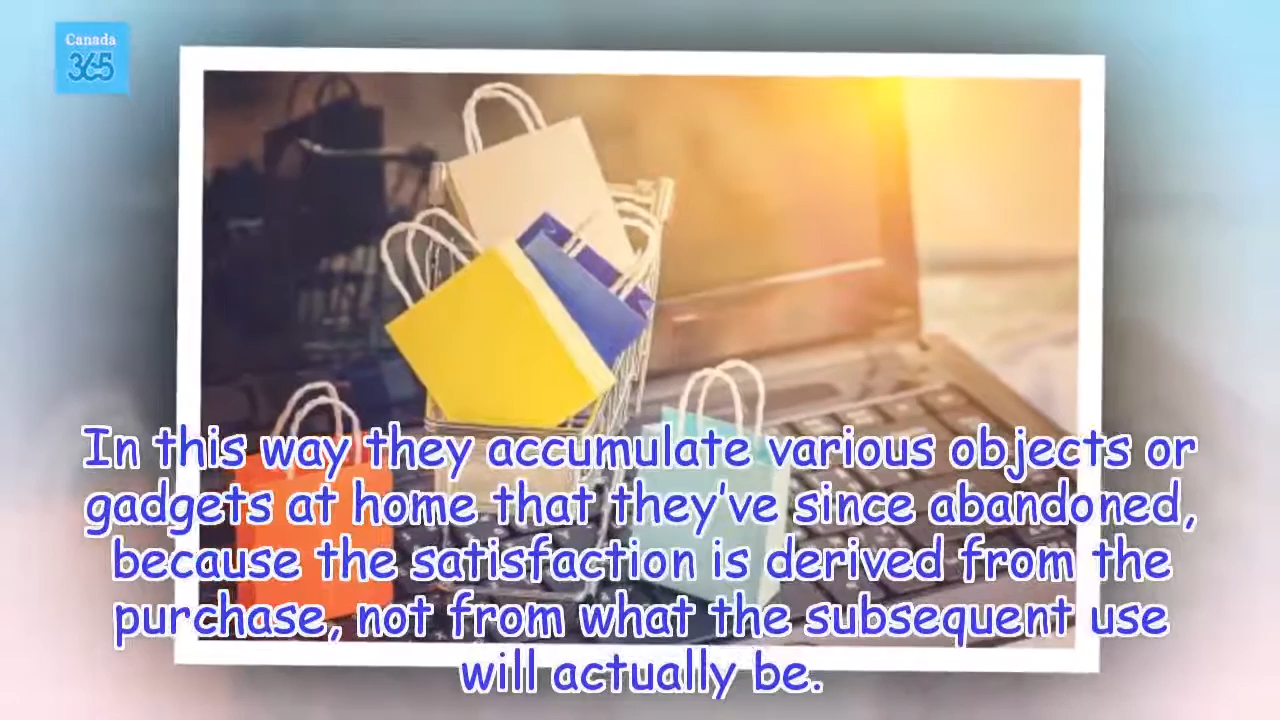 Canada
365
In this way they accumulate various objects or
gadgets at home that they've since abandoned,
because the satisfaction is derived from the
purchase, not from what the subsequent use
will actually be.